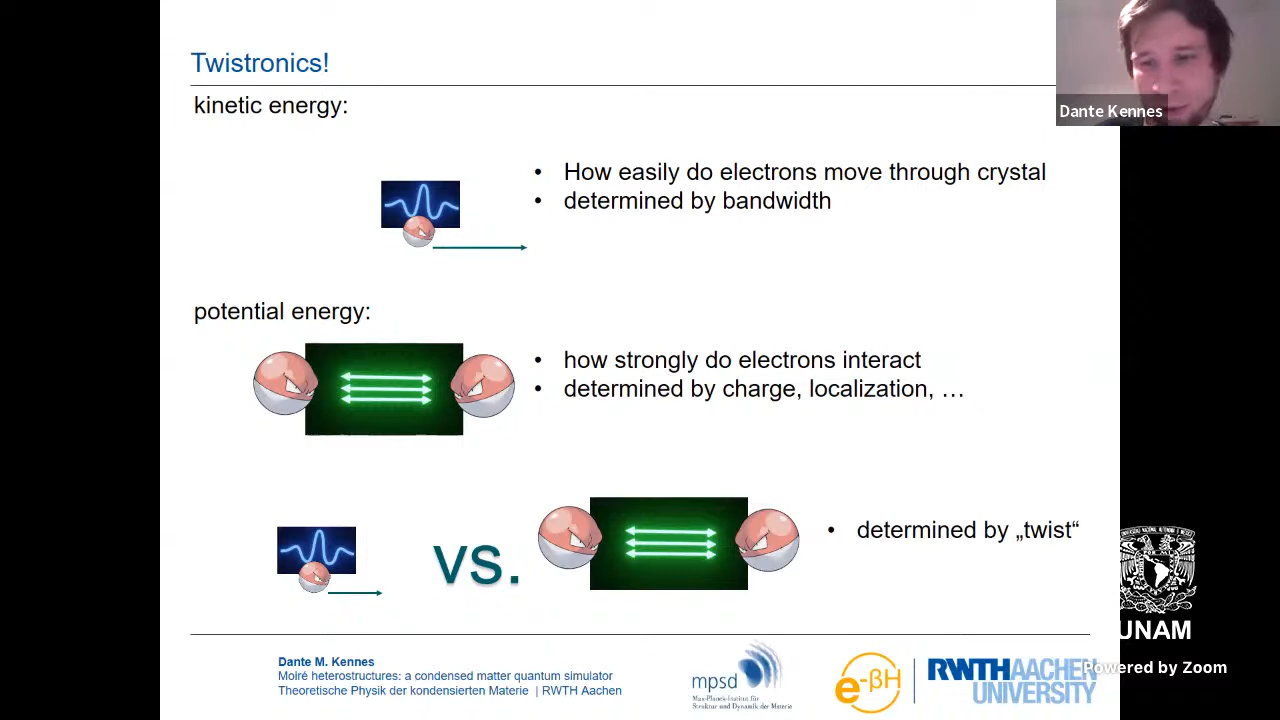 Twistronics!
kinetic energy:
Dante Kennes
• How easily do electrons move through crystal
• determined by bandwidth
potential energy:
• how strongly do electrons interact
• determined by charge, localization, …
vs.
• determined by „twist“
UNAM
Powered by Zoom
Dante M. Kennes
Moiré heterostructures: a condensed matter quantum simulator
Theoretische Physik der kondensierten Materie | RWTH Aachen
mpsd
Max-Planck-Institut für
Struktur und Dynamik der Materie
e-βH
RWTH AACHEN
UNIVERSITY